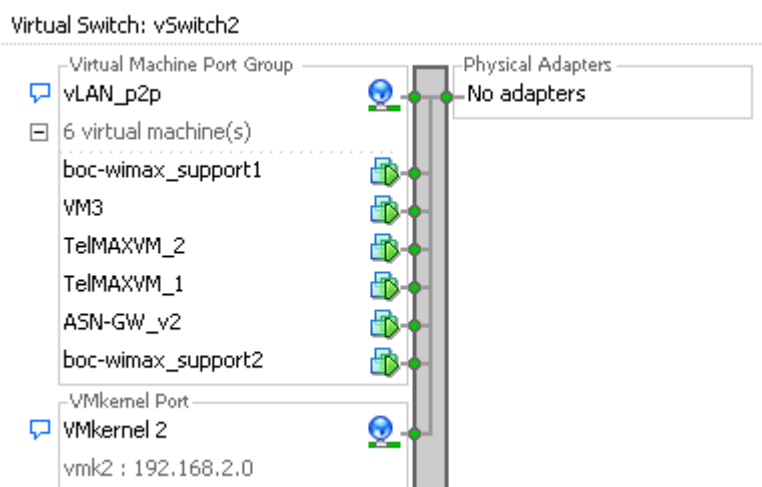 Virtual Switch: vSwitch2
Virtual Machine Port Group
Physical Adapters
vLAN_p2p
No adapters
6 virtual machine(s)
boc-wimax_support1
VM3
TelMAXVM_2
TelMAXVM_1
ASN-GW_v2
boc-wimax_support2
VMkernel Port
VMkernel 2
vmk2 : 192.168.2.0